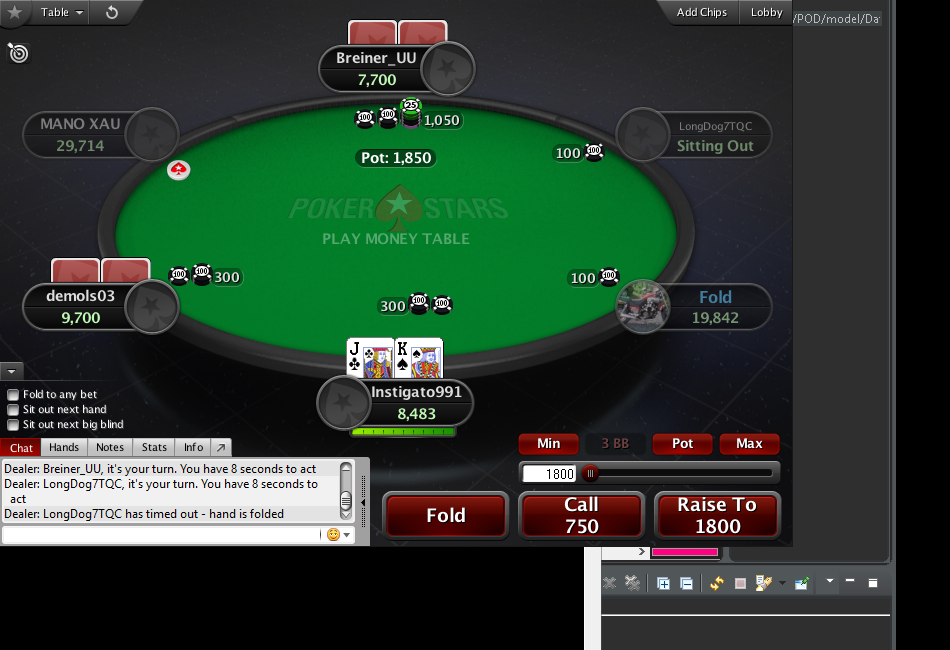 Table
Add Chips
Lobby
/POD/model/Da
Breiner_UU
7,700
MANO XAU
29,714
LongDog7TQC
Sitting Out
100 100 25 1,050
100 100
Pot: 1,850
POKER STARS
PLAY MONEY TABLE
demols03
9,700
100 100 300
100 100
300 100 100
Fold
19,842
J K
Instigato991
8,483
Fold to any bet
Sit out next hand
Sit out next big blind
Chat
Hands
Notes
Stats
Info
Min
3 BB
Pot
Max
Dealer: Breiner_UU, it's your turn. You have 8 seconds to act
Dealer: LongDog7TQC, it's your turn. You have 8 seconds to
act
Dealer: LongDog7TQC has timed out - hand is folded
1800
Fold
Call
750
Raise To
1800